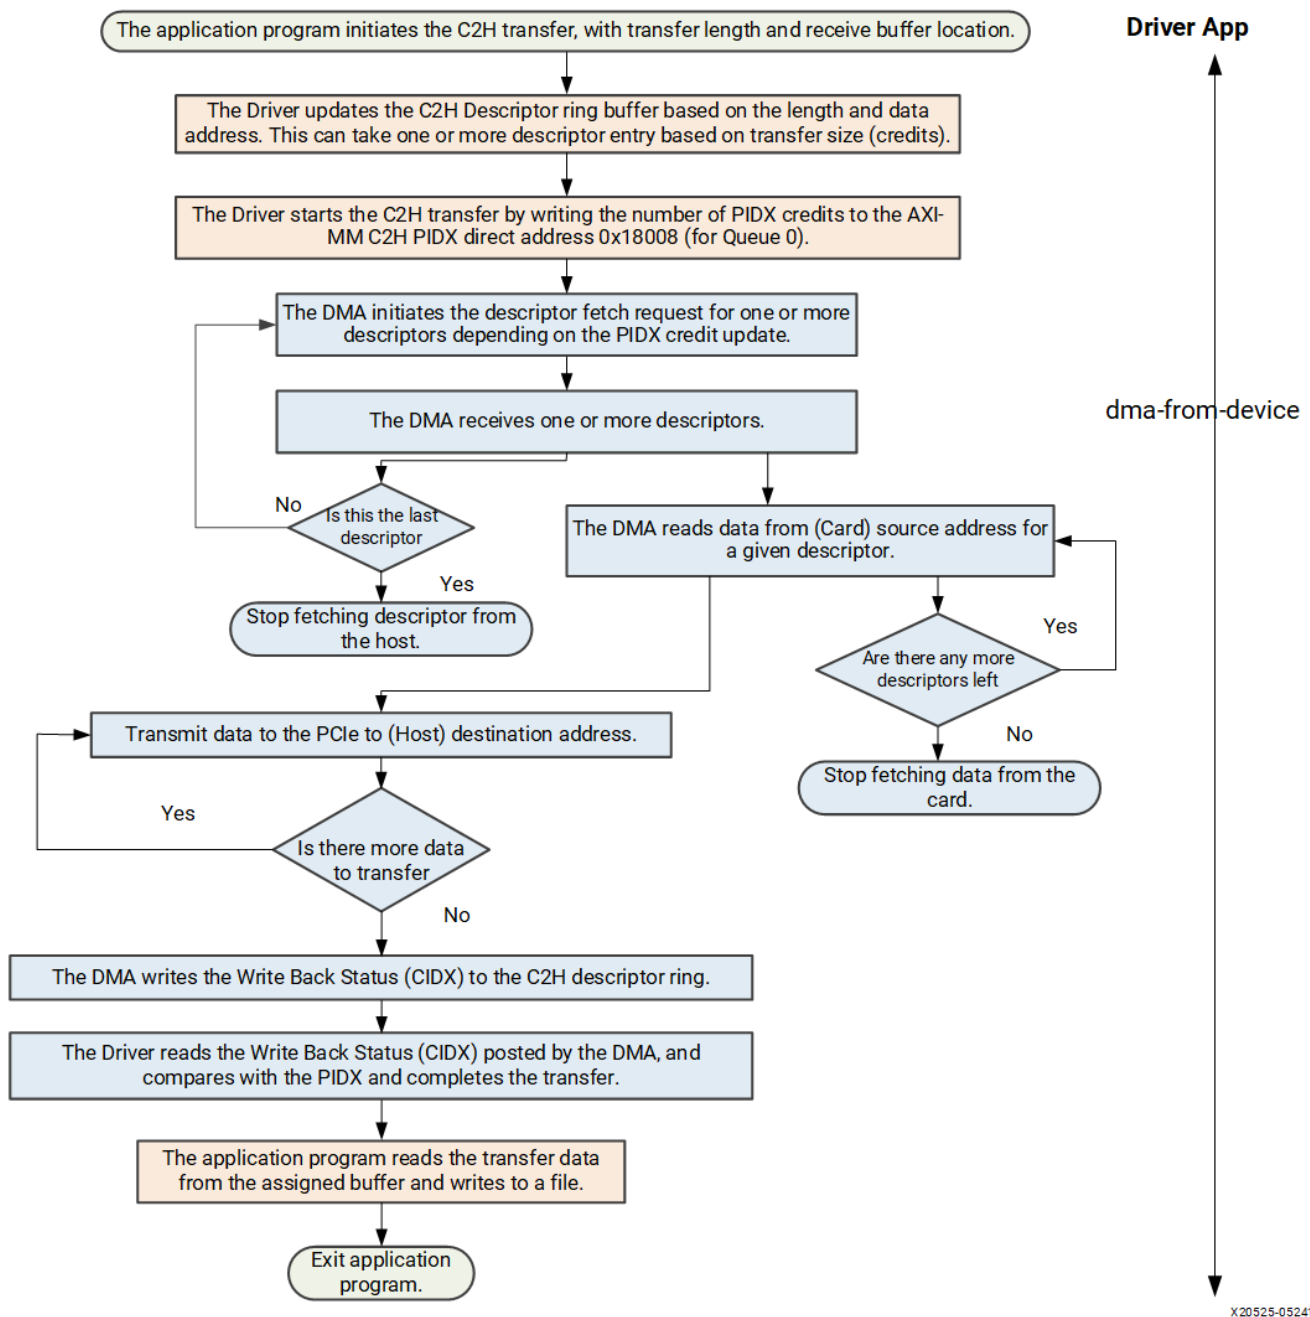 The application program initiates the C2H transfer, with transfer length and receive buffer location.
Driver App
The Driver updates the C2H Descriptor ring buffer based on the length and data
address. This can take one or more descriptor entry based on transfer size (credits).
The Driver starts the C2H transfer by writing the number of PIDX credits to the AXI-
MM C2H PIDX direct address 0x18008 (for Queue 0).
The DMA initiates the descriptor fetch request for one or more
descriptors depending on the PIDX credit update.
The DMA receives one or more descriptors.
dma-from-device
No
Is this the last
descriptor
Yes
Stop fetching descriptor from
the host.
The DMA reads data from (Card) source address for
a given descriptor.
Yes
Are there any more
descriptors left
No
Stop fetching data from the
card.
Transmit data to the PCIe to (Host) destination address.
Yes
Is there more data
to transfer
No
The DMA writes the Write Back Status (CIDX) to the C2H descriptor ring.
The Driver reads the Write Back Status (CIDX) posted by the DMA, and
compares with the PIDX and completes the transfer.
The application program reads the transfer data
from the assigned buffer and writes to a file.
Exit application
program.